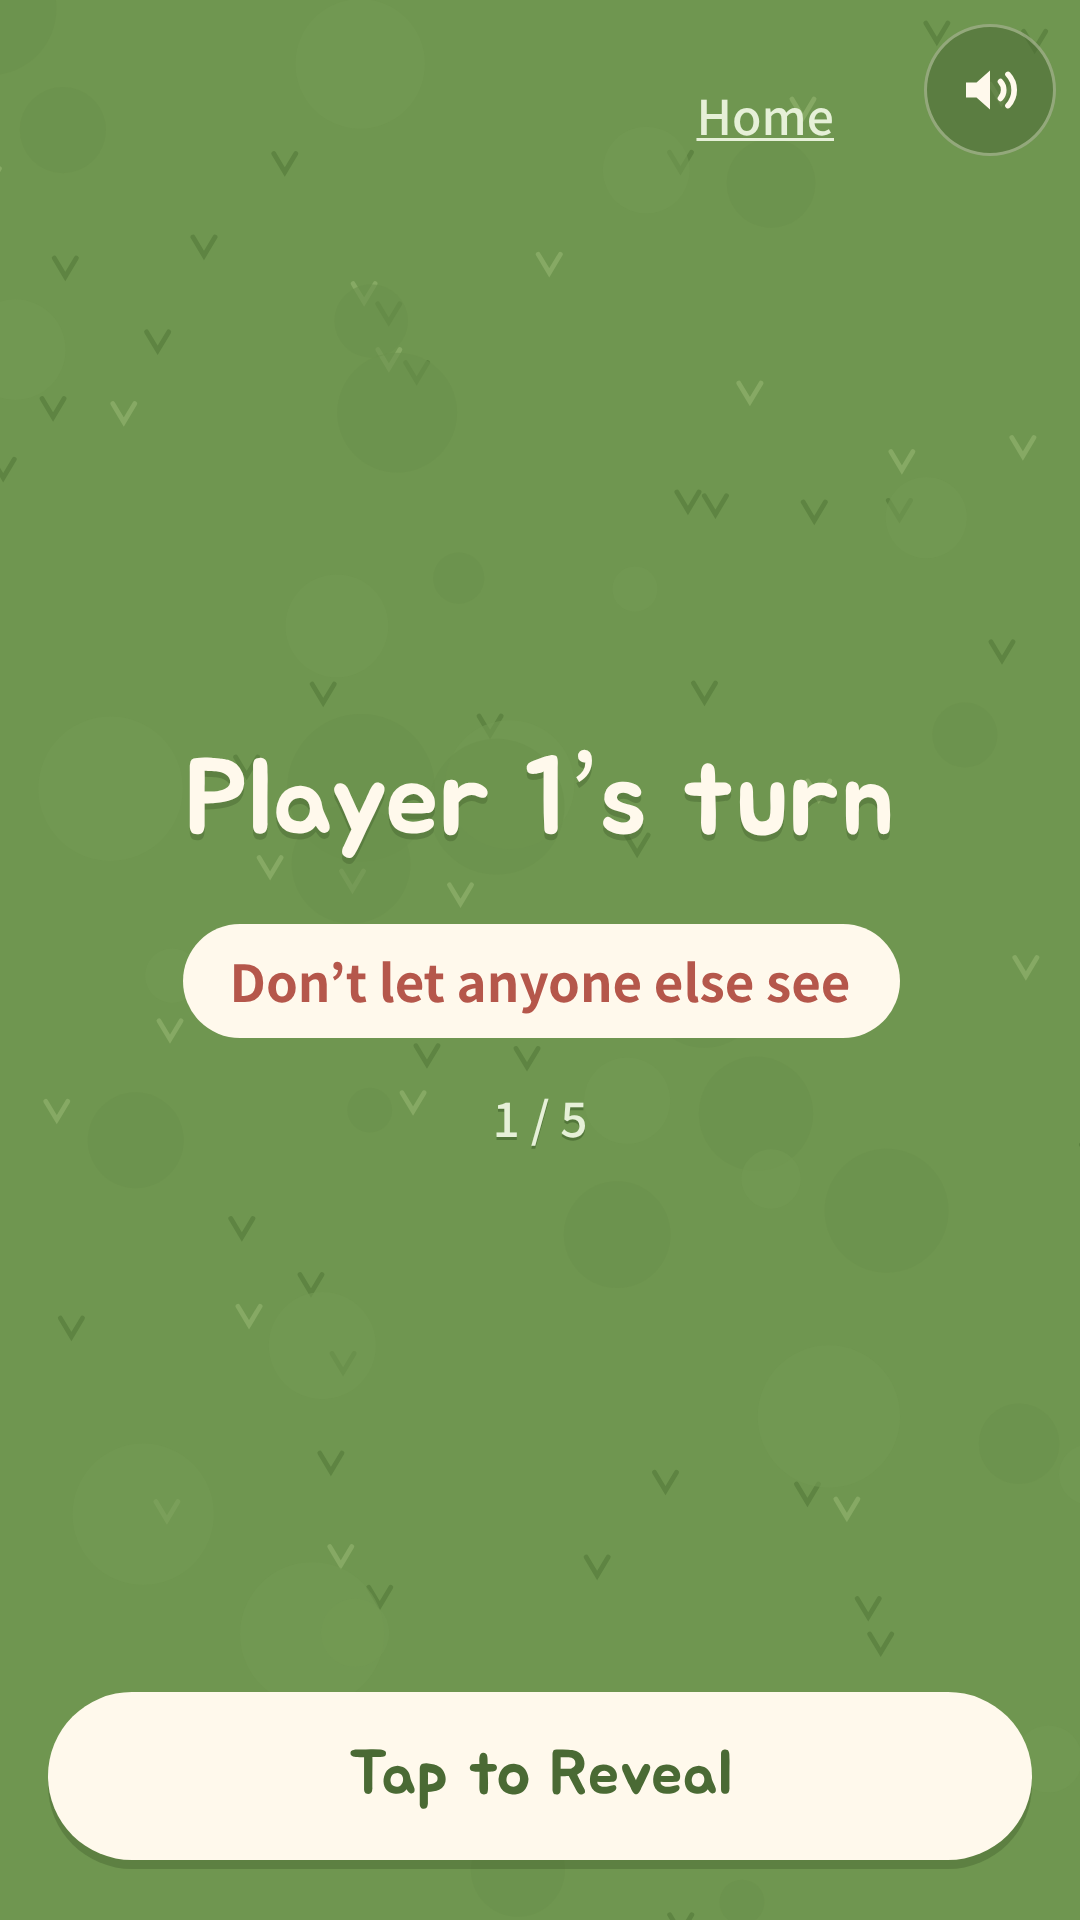 Home
Player 1’s turn
Don’t let anyone else see
1 / 5
Tap to Reveal